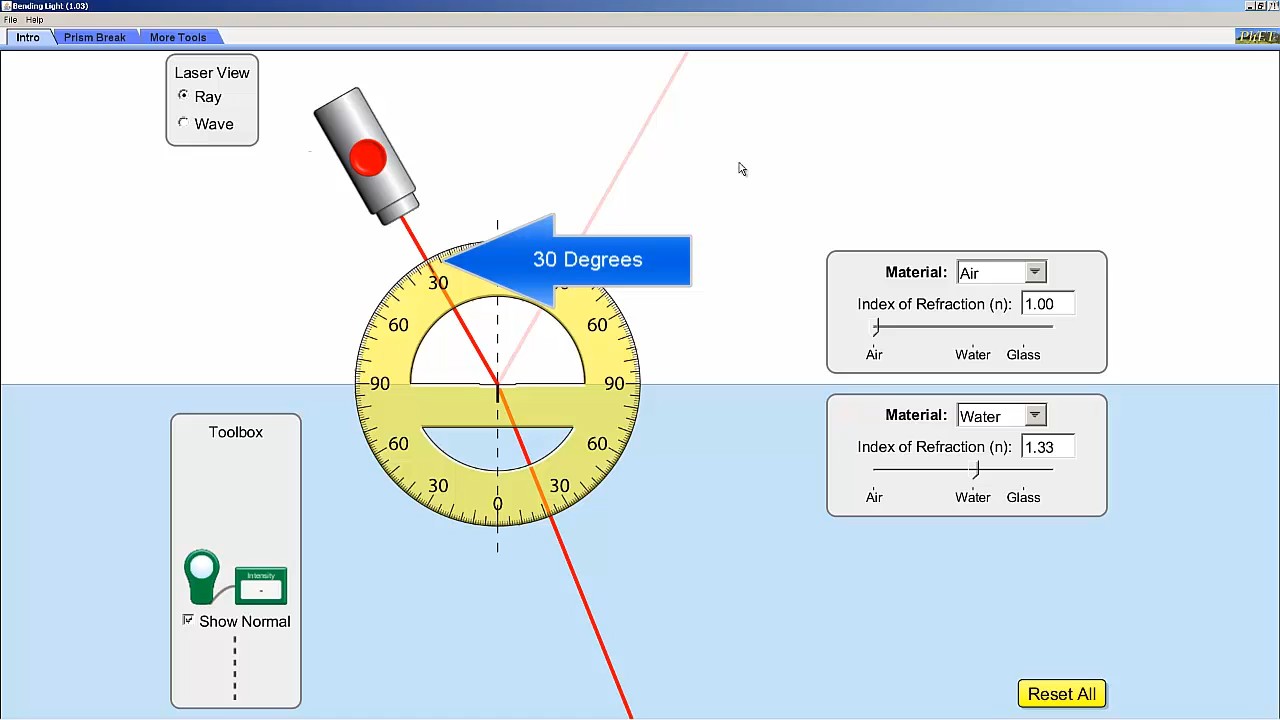 Bending Light (1.03)
File Help
Intro Prism Break More Tools
PhET
Laser View
Ray
Wave
30 Degrees
30
60 60
90 90
60 60
30 30
0
Material: Air
Index of Refraction (n): 1.00
Air Water Glass
Material: Water
Index of Refraction (n): 1.33
Air Water Glass
Toolbox
Intensity
-
Show Normal
Reset All